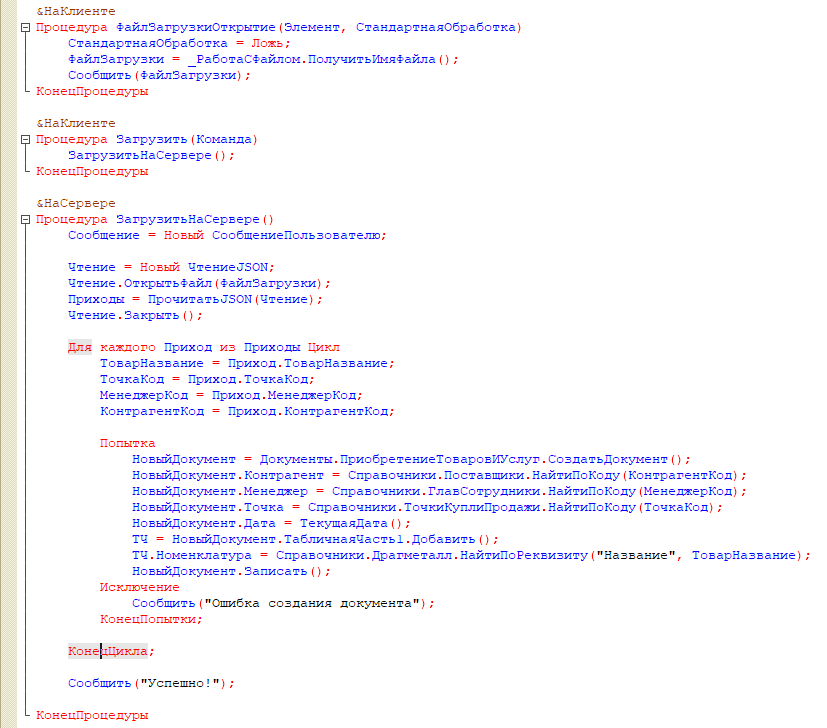 &НаКлиенте
Процедура ФайлЗагрузкиОткрытие(Элемент, СтандартнаяОбработка)
СтандартнаяОбработка = Ложь;
ФайлЗагрузки = _РаботаСФайлом.ПолучитьИмяФайла();
Сообщить(ФайлЗагрузки);
КонецПроцедуры
&НаКлиенте
Процедура Загрузить(Команда)
ЗагрузитьНаСервере();
КонецПроцедуры
&НаСервере
Процедура ЗагрузитьНаСервере()
Сообщение = Новый СообщениеПользователю;
Чтение = Новый ЧтениеJSON;
Чтение.ОткрытьФайл(ФайлЗагрузки);
Приходы = ПрочитатьJSON(Чтение);
Чтение.Закрыть();
Для каждого Приход из Приходы Цикл
ТоварНазвание = Приход.ТоварНазвание;
ТочкаКод = Приход.ТочкаКод;
МенеджерКод = Приход.МенеджерКод;
КонтрагентКод = Приход.КонтрагентКод;
Попытка
НовыйДокумент = Документы.ПриобретениеТоваровИУслуг.СоздатьДокумент();
НовыйДокумент.Контрагент = Справочники.Поставщики.НайтиПоКоду(КонтрагентКод);
НовыйДокумент.Менеджер = Справочники.ГлавСотрудники.НайтиПоКоду(МенеджерКод);
НовыйДокумент.Точка = Справочники.ТочкиКуплиПродажи.НайтиПоКоду(ТочкаКод);
НовыйДокумент.Дата = ТекущаяДата();
ТЧ = НовыйДокумент.ТабличнаяЧасть1.Добавить();
ТЧ.Номенклатура = Справочники.Драгметалл.НайтиПоРеквизиту("Название", ТоварНазвание);
НовыйДокумент.Записать();
Исключение
Сообщить("Ошибка создания документа");
КонецПопытки;
КонецЦикла;
Сообщить("Успешно!");
КонецПроцедуры